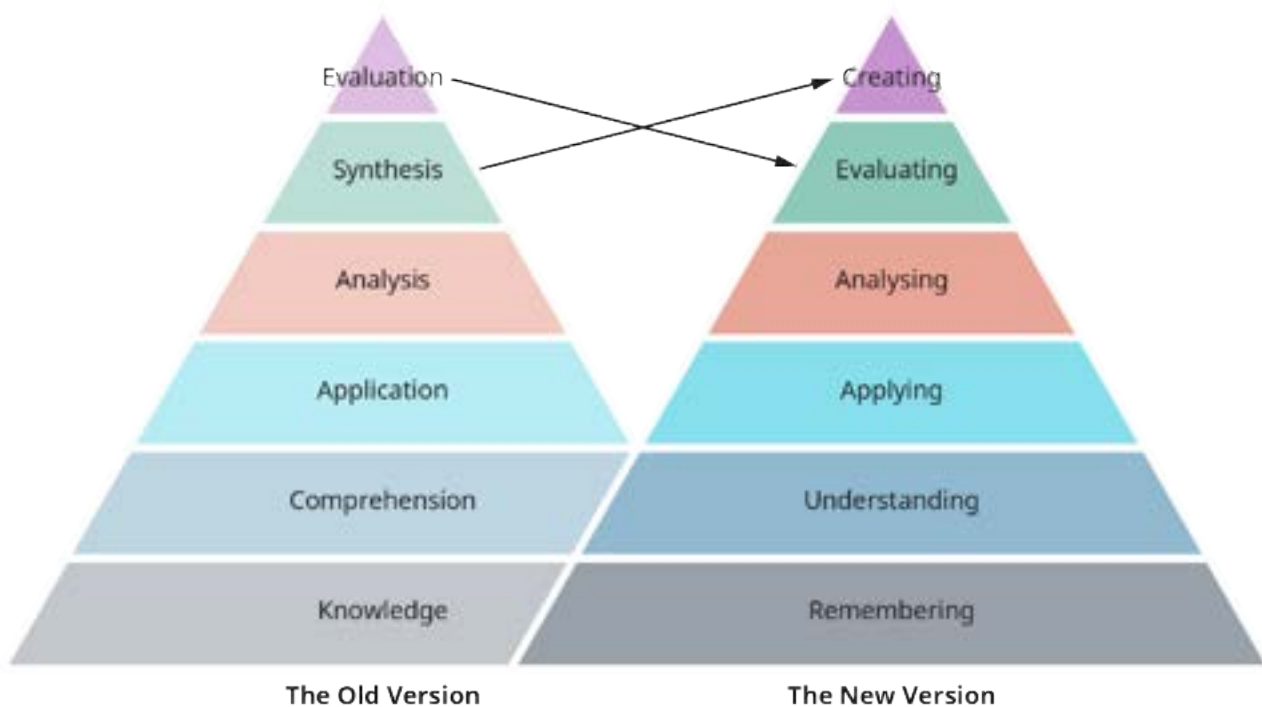 Evaluation
Synthesis
Analysis
Application
Comprehension
Knowledge
The Old Version
Creating
Evaluating
Analysing
Applying
Understanding
Remembering
The New Version